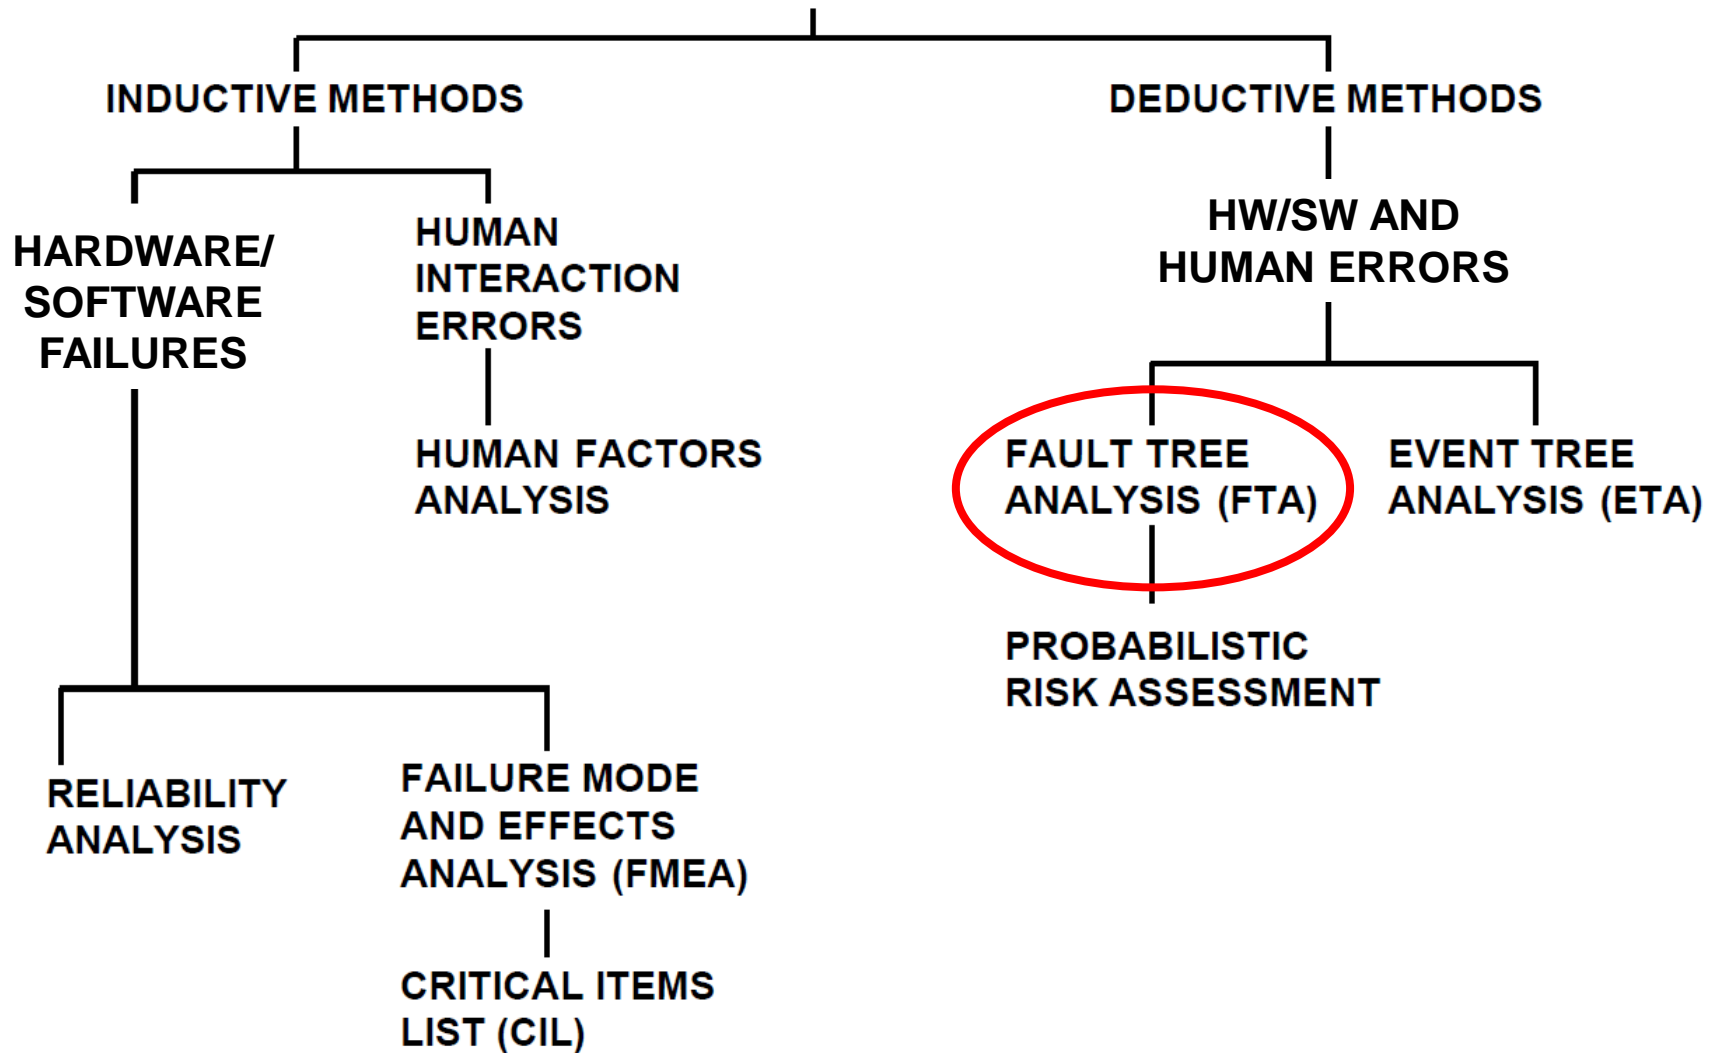 INDUCTIVE METHODS
DEDUCTIVE METHODS
HARDWARE/
SOFTWARE
FAILURES
HUMAN
INTERACTION
ERRORS
HW/SW AND
HUMAN ERRORS
HUMAN FACTORS
ANALYSIS
FAULT TREE
ANALYSIS (FTA)
EVENT TREE
ANALYSIS (ETA)
PROBABILISTIC
RISK ASSESSMENT
RELIABILITY
ANALYSIS
FAILURE MODE
AND EFFECTS
ANALYSIS (FMEA)
CRITICAL ITEMS
LIST (CIL)